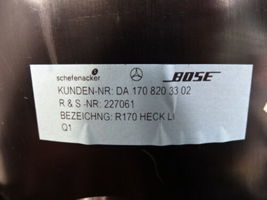 schefenacker BOSE
KUNDEN-NR: DA 170 820 33 02
R & S -NR: 227061
BEZEICHNG: R170 HECK LI
Q1